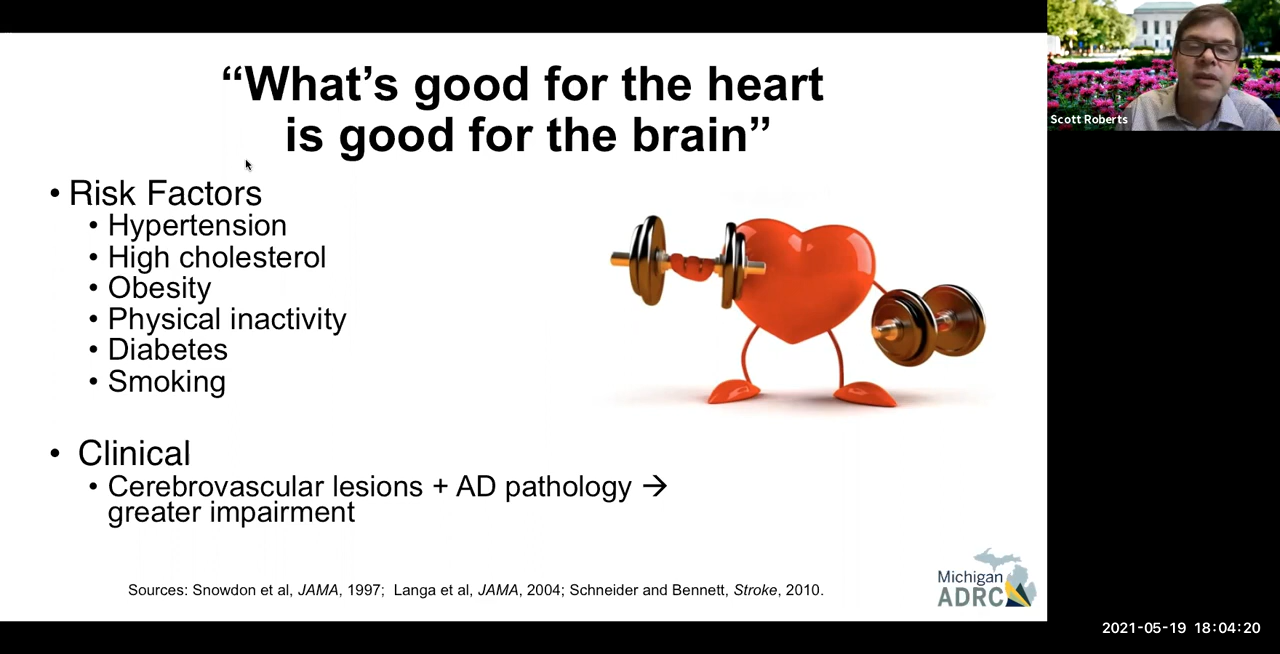 “What’s good for the heart
is good for the brain”
• Risk Factors
• Hypertension
• High cholesterol
• Obesity
• Physical inactivity
• Diabetes
• Smoking
• Clinical
• Cerebrovascular lesions + AD pathology →
greater impairment
Sources: Snowdon et al, JAMA, 1997;  Langa et al, JAMA, 2004; Schneider and Bennett, Stroke, 2010.
Michigan
ADRC
Scott Roberts
2021-05-19 18:04:20